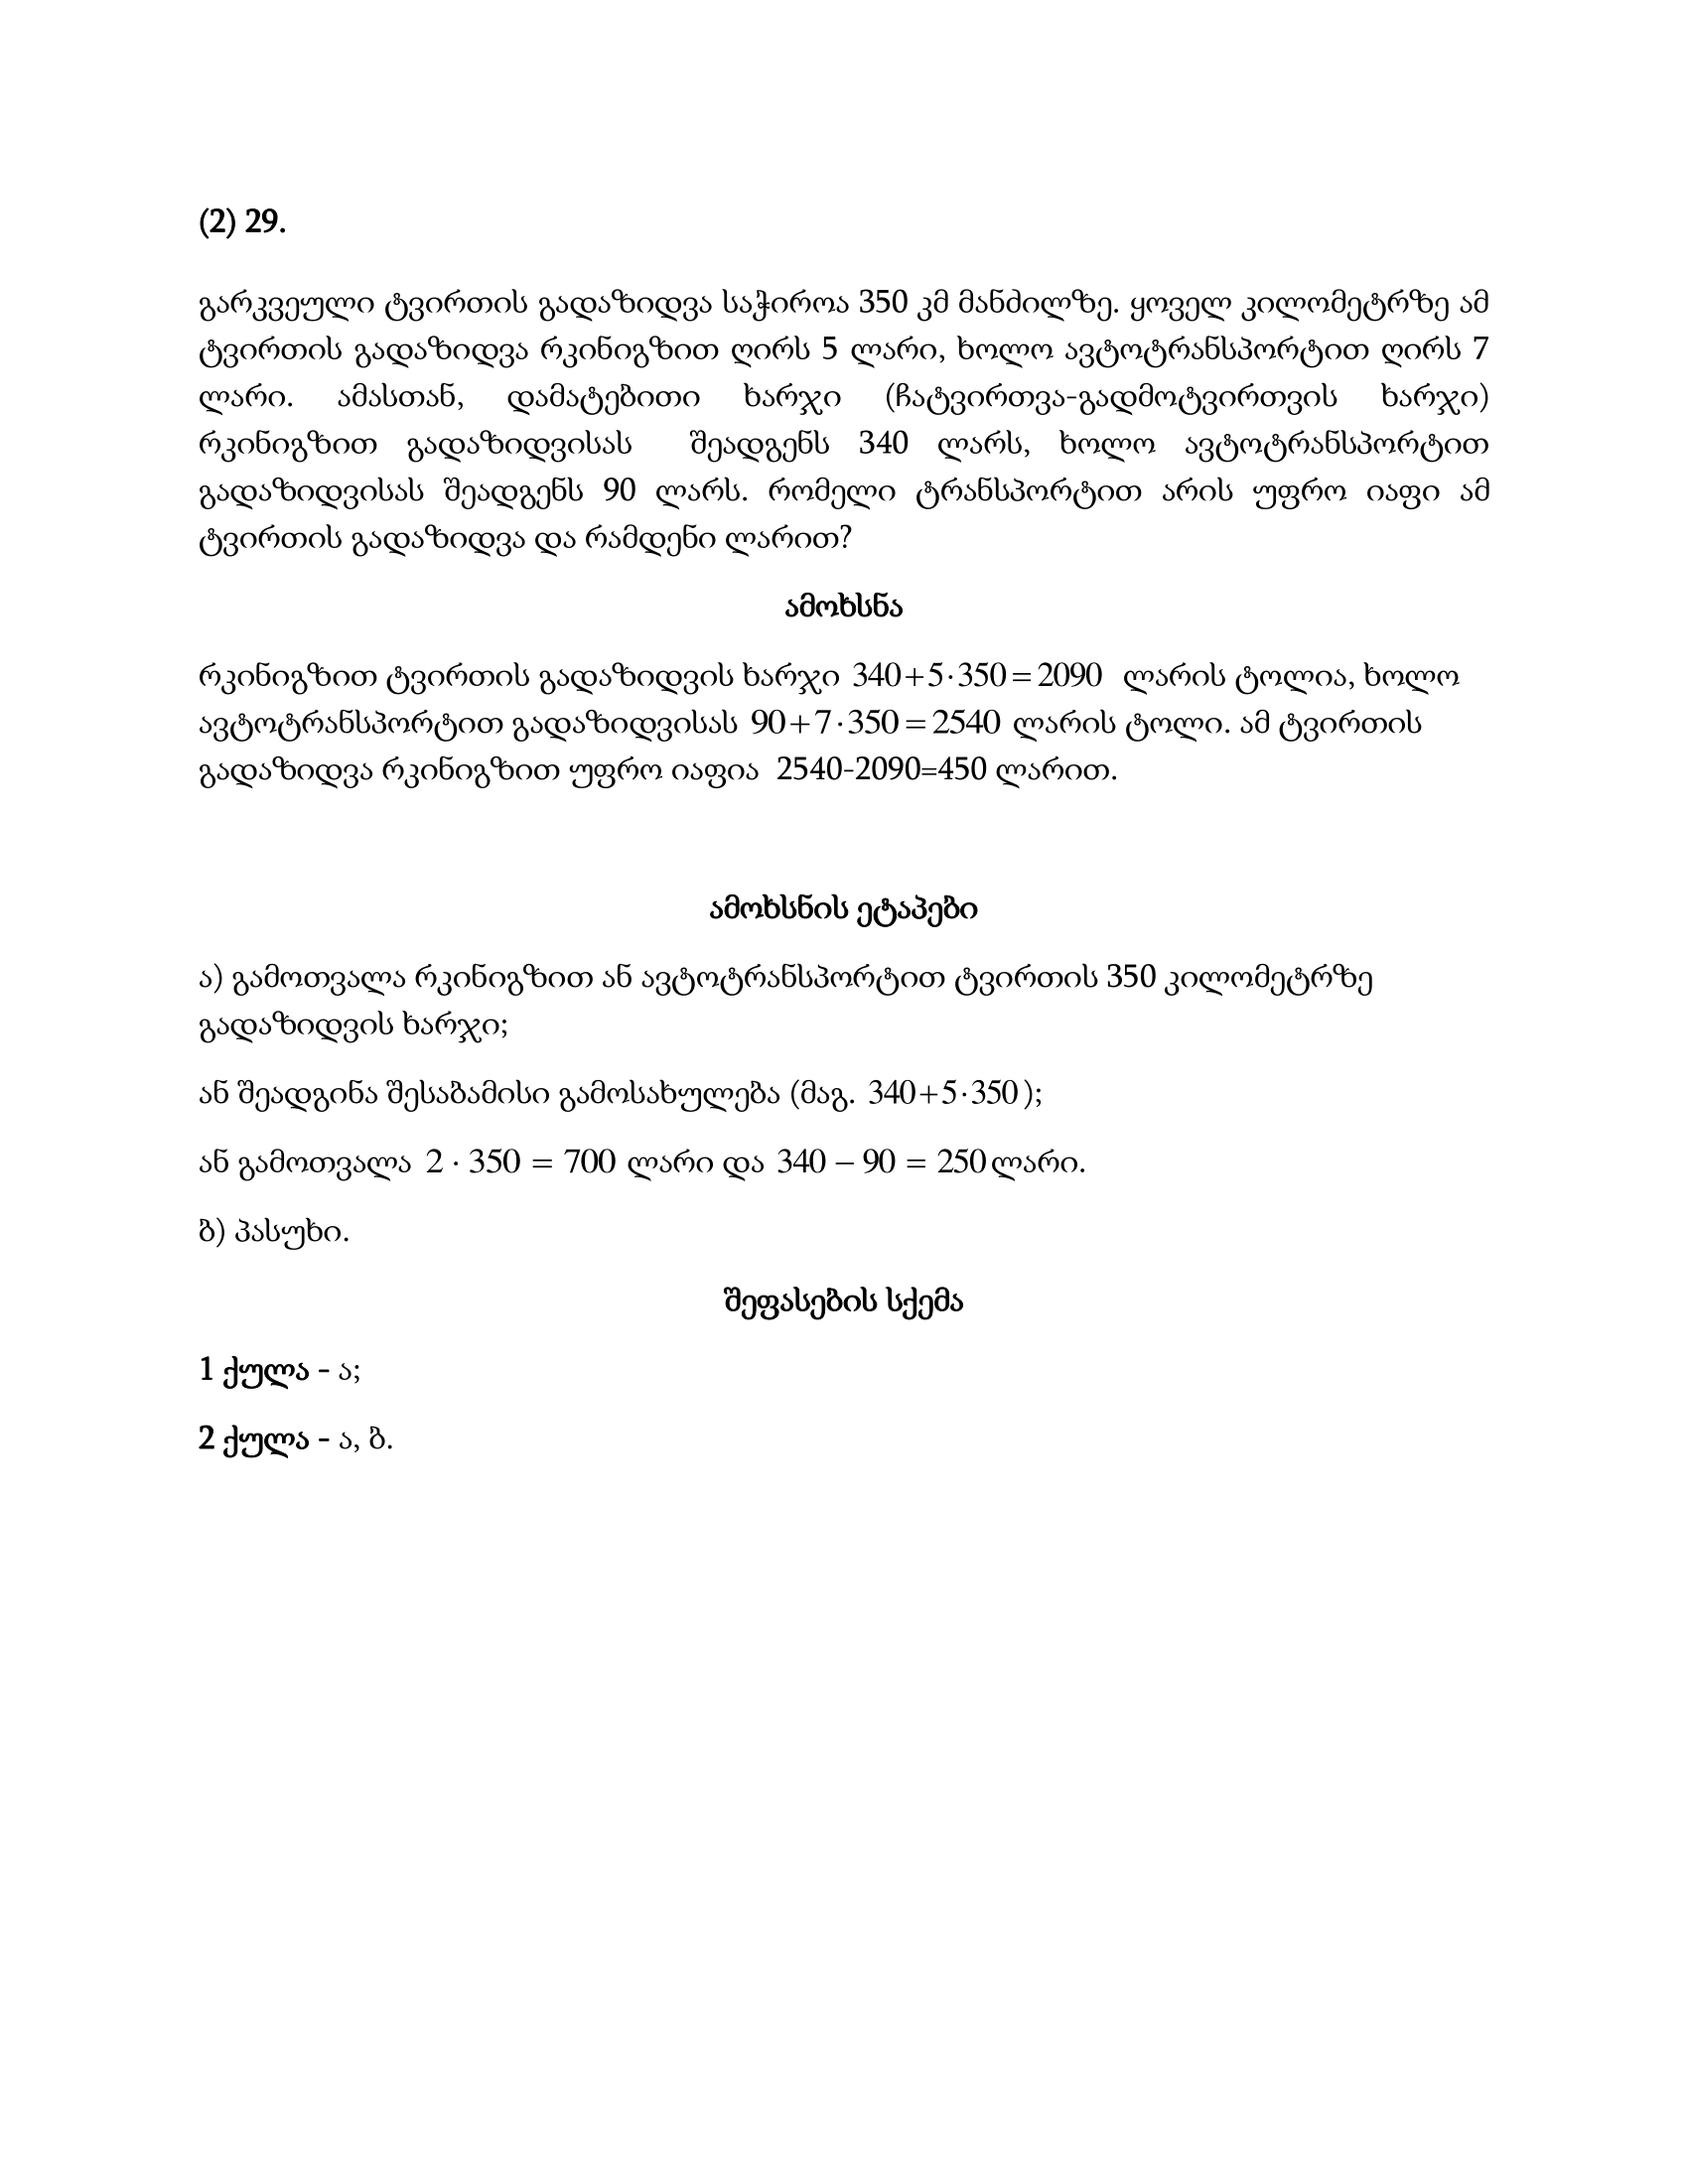 (2) 29.
გარკვეული ტვირთის გადაზიდვა საჭიროა 350 კმ მანძილზე. ყოველ კილომეტრზე ამ
ტვირთის გადაზიდვა რკინიგზით ღირს 5 ლარი, ხოლო ავტოტრანსპორტით ღირს 7
ლარი. ამასთან, დამატებითი ხარჯი (ჩატვირთვა-გადმოტვირთვის ხარჯი)
რკინიგზით გადაზიდვისას შეადგენს 340 ლარს, ხოლო ავტოტრანსპორტით
გადაზიდვისას შეადგენს 90 ლარს. რომელი ტრანსპორტით არის უფრო იაფი ამ
ტვირთის გადაზიდვა და რამდენი ლარით?
ამოხსნა
რკინიგზით ტვირთის გადაზიდვის ხარჯი 340+5·350=2090 ლარის ტოლია, ხოლო
ავტოტრანსპორტით გადაზიდვისას 90+7·350=2540 ლარის ტოლი. ამ ტვირთის
გადაზიდვა რკინიგზით უფრო იაფია 2540-2090=450 ლარით.
ამოხსნის ეტაპები
ა) გამოთვალა რკინიგზით ან ავტოტრანსპორტით ტვირთის 350 კილომეტრზე
გადაზიდვის ხარჯი;
ან შეადგინა შესაბამისი გამოსახულება (მაგ. 340+5·350);
ან გამოთვალა 2 · 350 = 700 ლარი და 340 – 90 = 250 ლარი.
ბ) პასუხი.
შეფასების სქემა
1 ქულა - ა;
2 ქულა - ა, ბ.